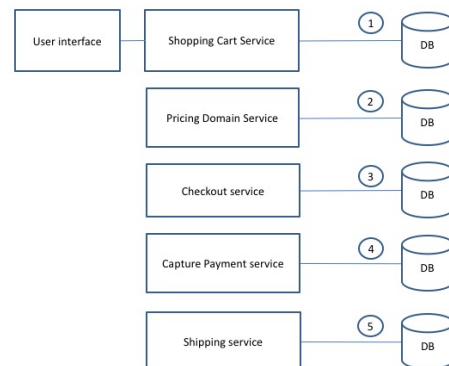 User interface
Shopping Cart Service
1
DB
Pricing Domain Service
2
DB
Checkout service
3
DB
Capture Payment service
4
DB
Shipping service
5
DB